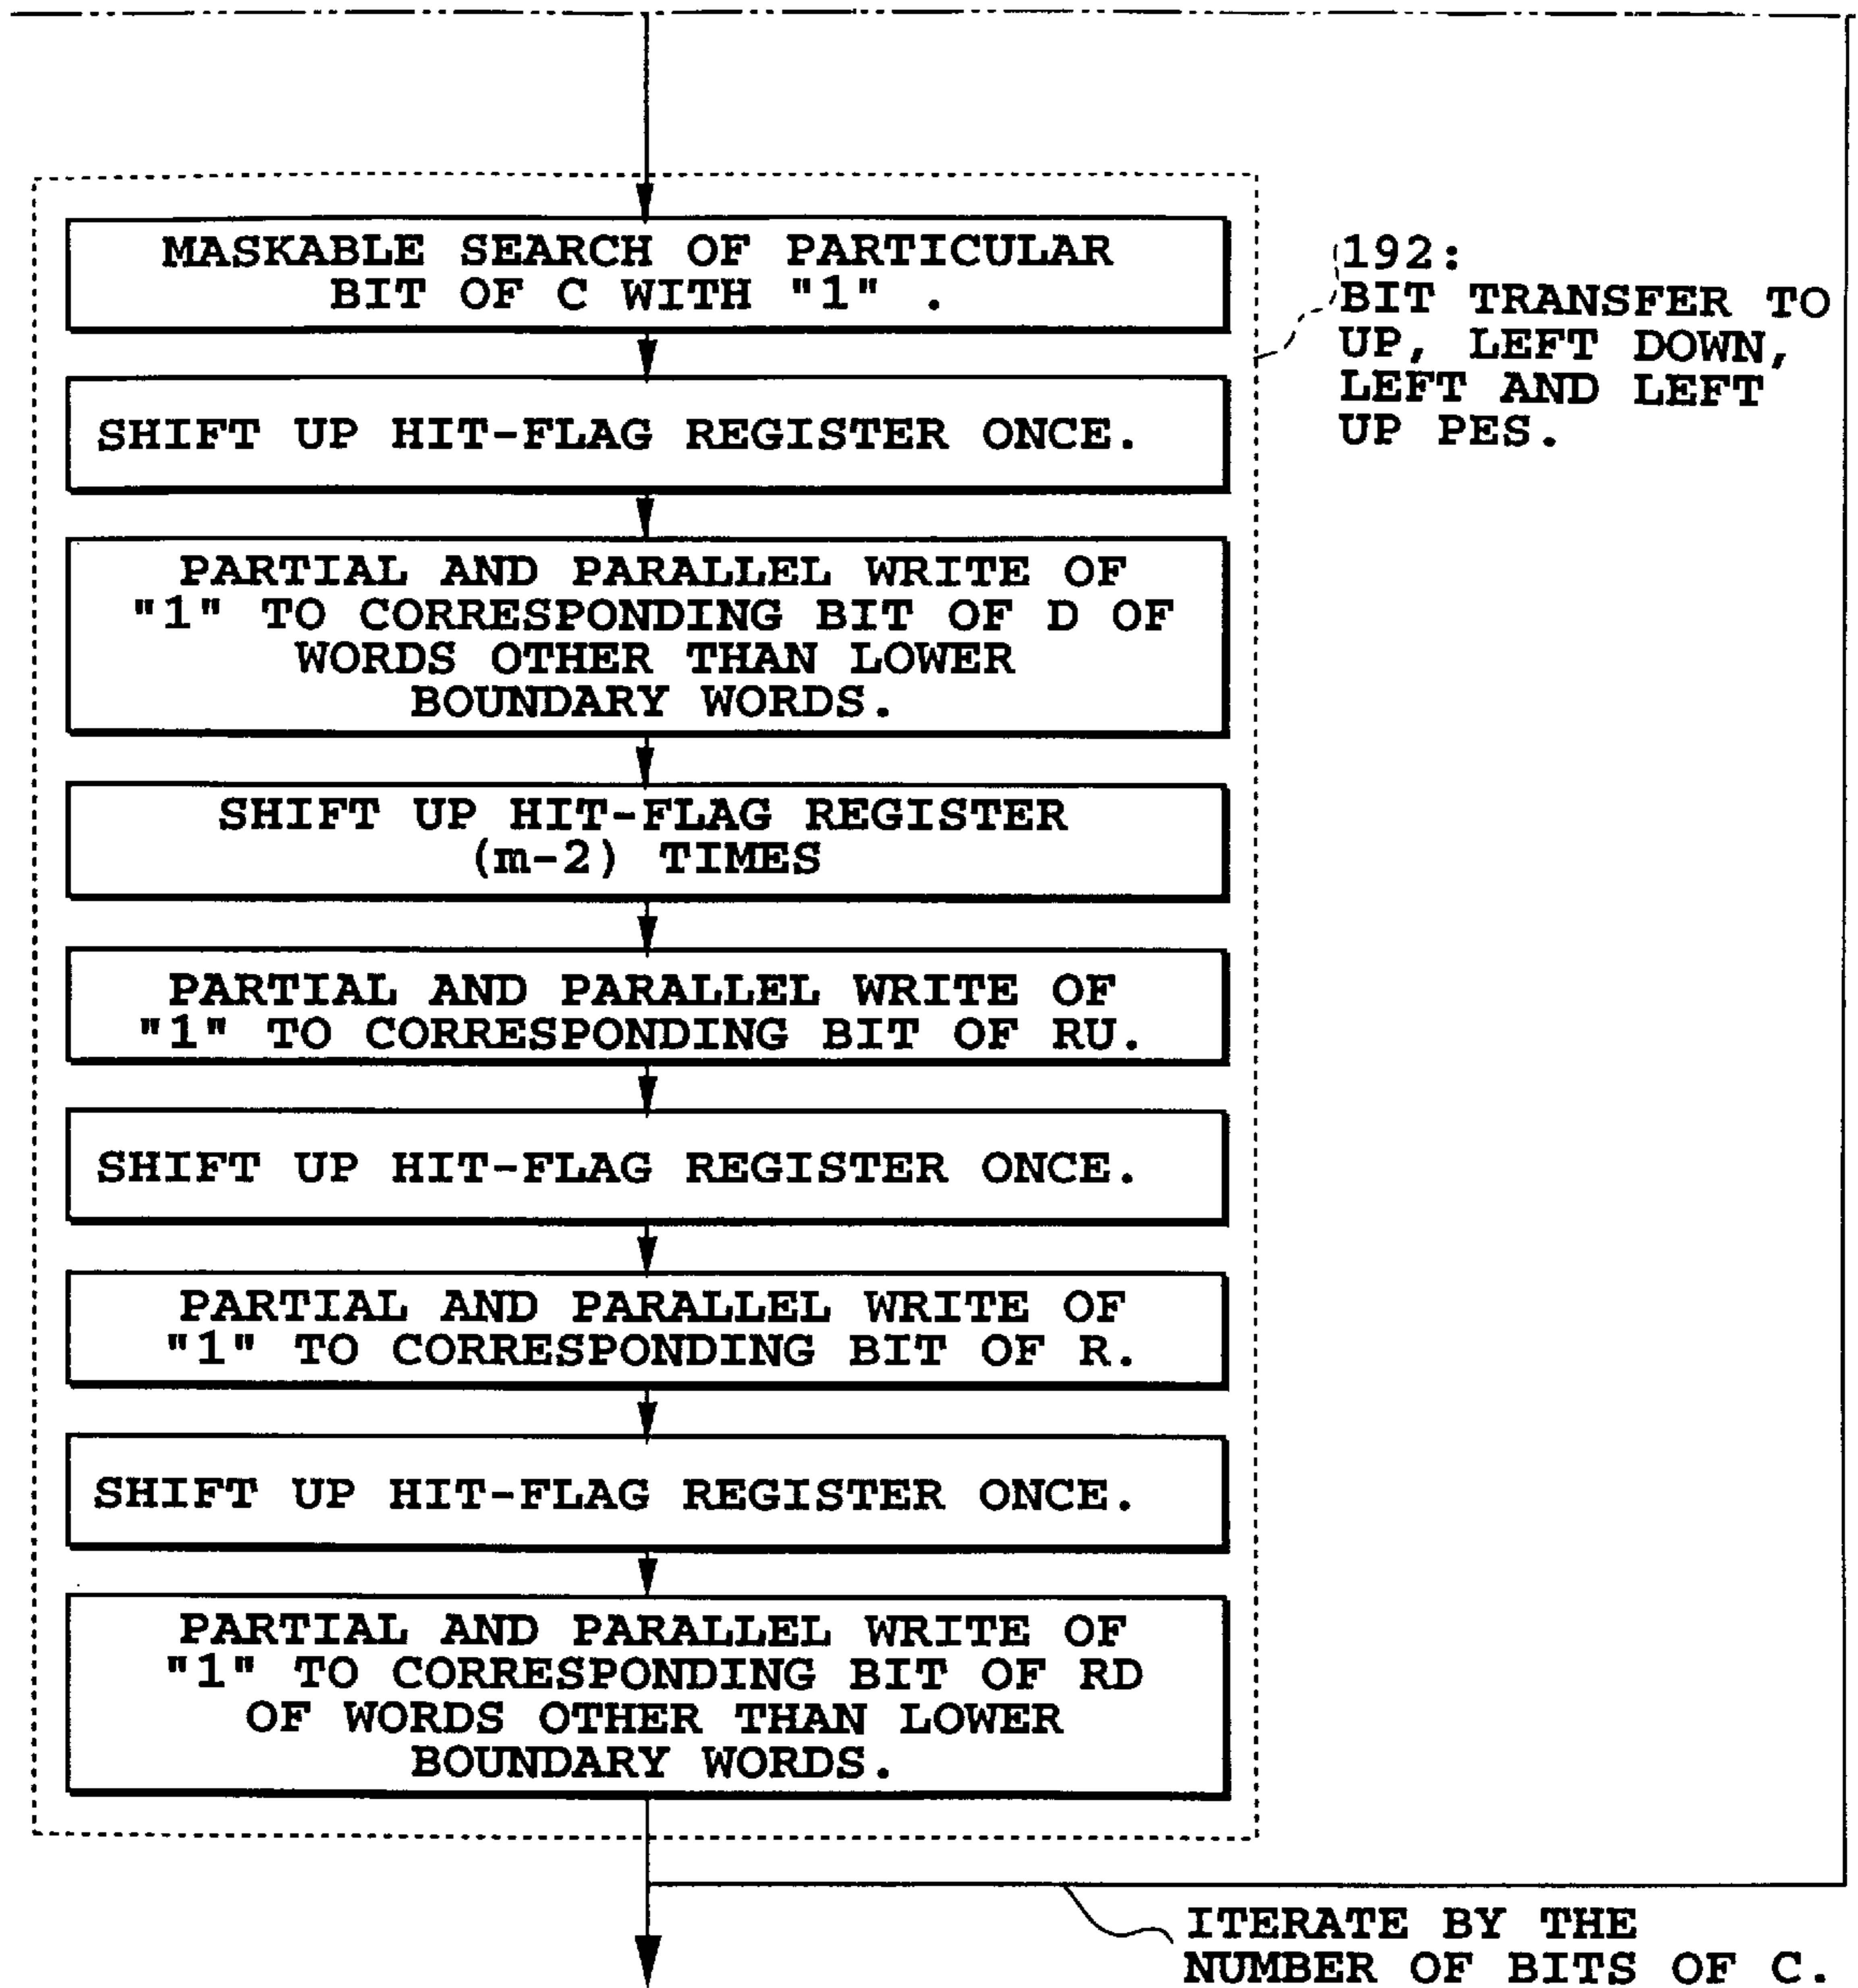 MASKABLE SEARCH OF PARTICULAR
BIT OF C WITH "1" .
192:
BIT TRANSFER TO
UP, LEFT DOWN,
LEFT AND LEFT
UP PES.
SHIFT UP HIT-FLAG REGISTER ONCE.
PARTIAL AND PARALLEL WRITE OF
"1" TO CORRESPONDING BIT OF D OF
WORDS OTHER THAN LOWER
BOUNDARY WORDS.
SHIFT UP HIT-FLAG REGISTER
(m-2) TIMES
PARTIAL AND PARALLEL WRITE OF
"1" TO CORRESPONDING BIT OF RU.
SHIFT UP HIT-FLAG REGISTER ONCE.
PARTIAL AND PARALLEL WRITE OF
"1" TO CORRESPONDING BIT OF R.
SHIFT UP HIT-FLAG REGISTER ONCE.
PARTIAL AND PARALLEL WRITE OF
"1" TO CORRESPONDING BIT OF RD
OF WORDS OTHER THAN LOWER
BOUNDARY WORDS.
ITERATE BY THE
NUMBER OF BITS OF C.